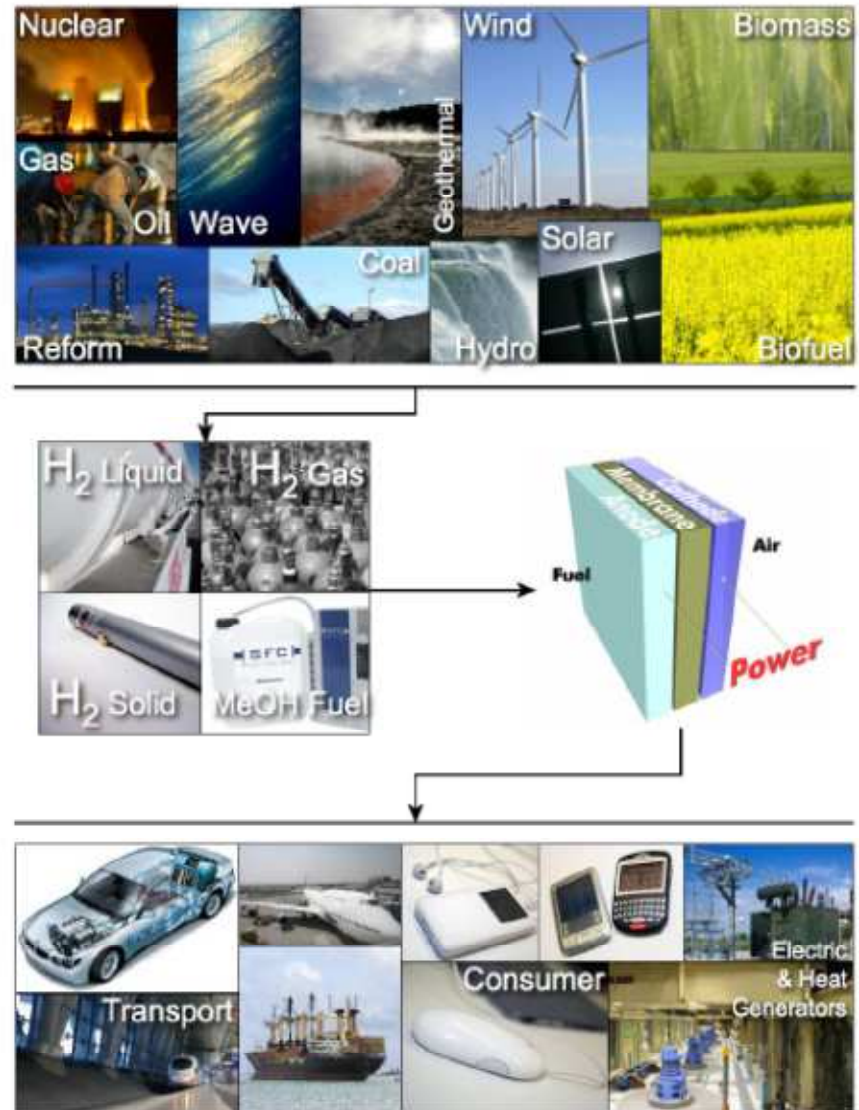 Nuclear
Wind
Biomass
Gas
Oil
Wave
Geothermal
Solar
Coal
Reform
Hydro
Biofuel
H₂ Liquid
H₂ Gas
Cathode
Membrane
Anode
Air
Fuel
SFC
H₂ Solid
MeOH Fuel
Power
Electric
& Heat
Generators
Consumer
Transport